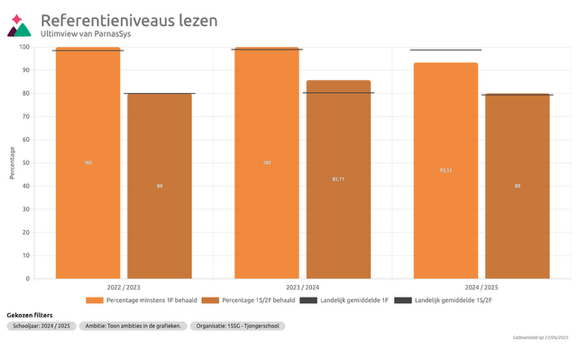 Referentieniveaus lezen
Ultimview van ParnasSys
Percentage
100
90
80
70
60
50
40
30
20
10
0
100
80
100
85,71
93,33
80
2022 / 2023
2023 / 2024
2024 / 2025
Percentage minstens 1F behaald
Percentage 1S/2F behaald
Landelijk gemiddelde 1F
Landelijk gemiddelde 1S/2F
Gekozen filters
Schooljaar: 2024 / 2025
Ambitie: Toon ambities in de grafieken.
Organisatie: 15SG - Tjongerschool
Gedownload op